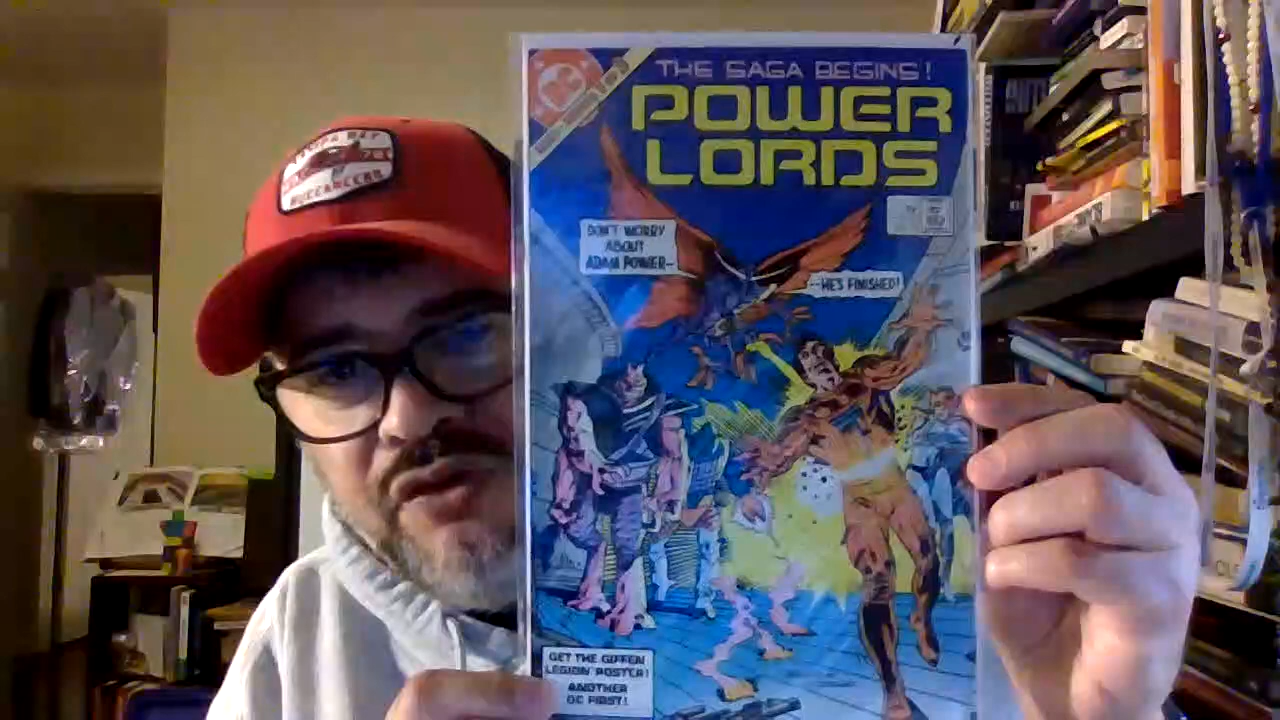 THE SAGA BEGINS!
POWER
LORDS
DON'T WORRY
ABOUT
ADAM POWER--
--HE'S FINISHED!
GET THE GIFFEN
LEGION POSTER!
ANOTHER
DC FIRST!
BUCCANEERS